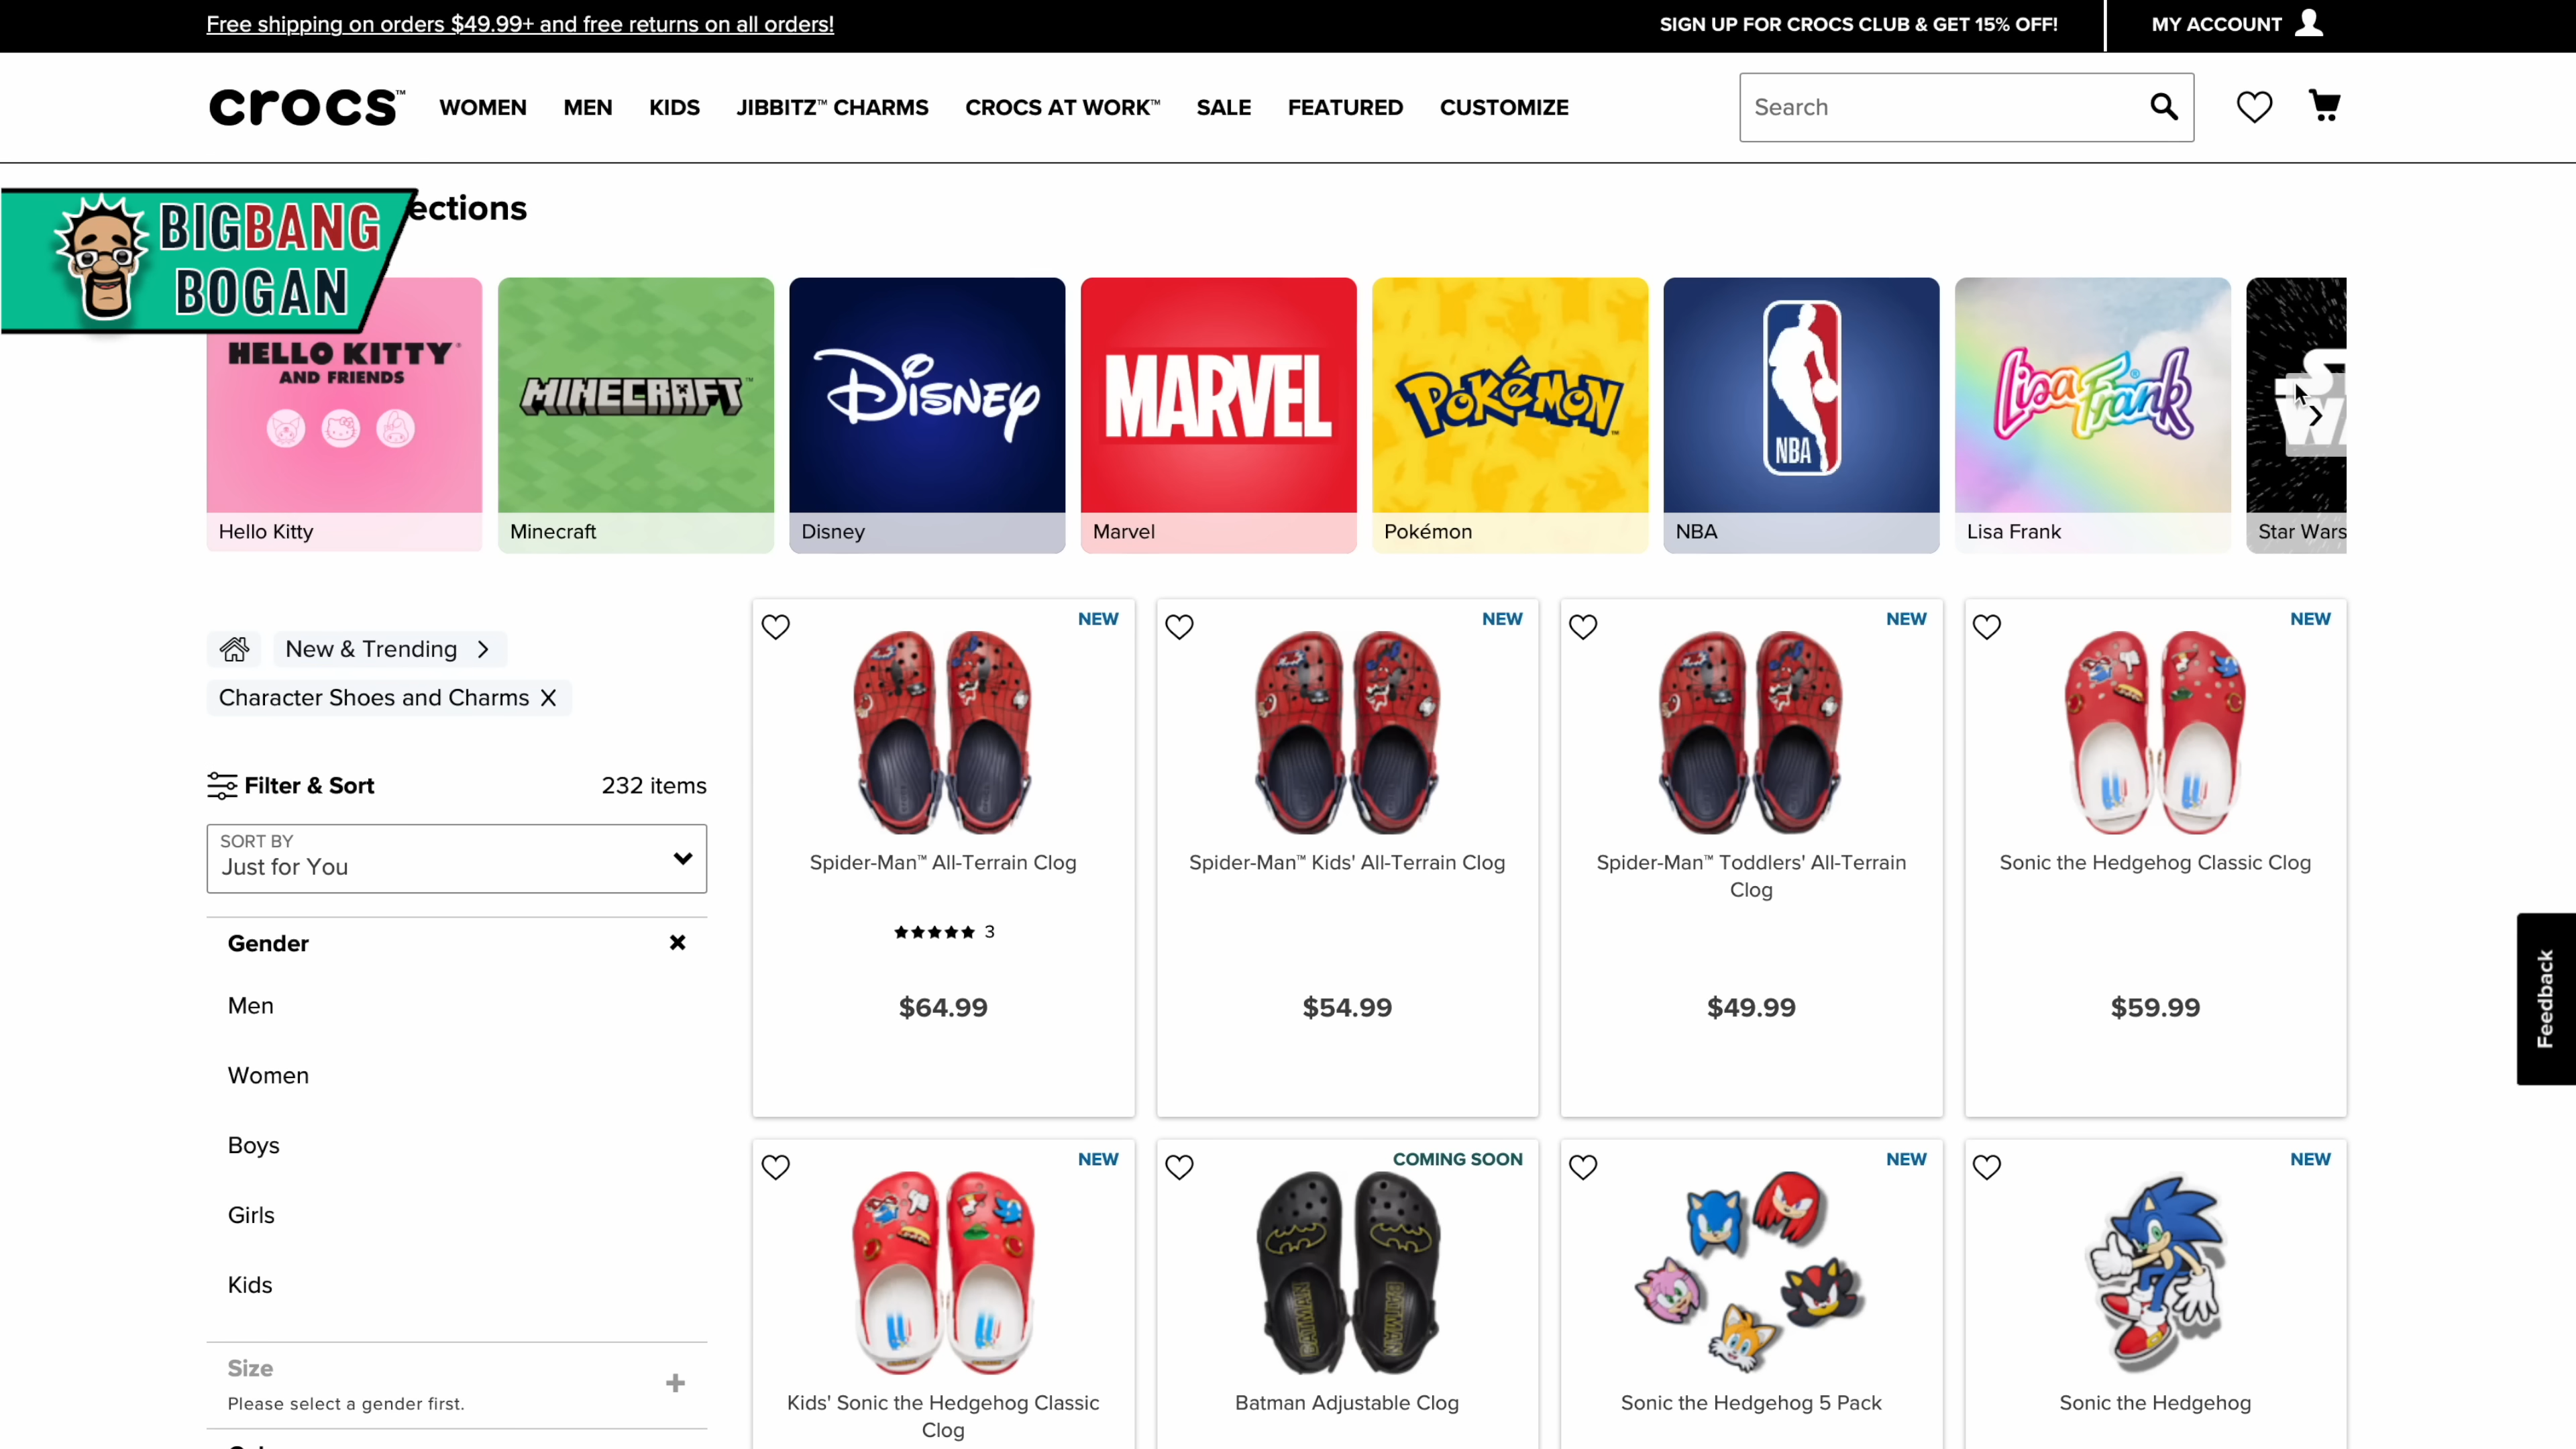 Free shipping on orders $49.99+ and free returns on all orders!
SIGN UP FOR CROCS CLUB & GET 15% OFF!
MY ACCOUNT
crocs™
WOMEN
MEN
KIDS
JIBBITZ™ CHARMS
CROCS AT WORK™
SALE
FEATURED
CUSTOMIZE
Search
BIGBANG
BOGAN
ections
HELLO KITTY
AND FRIENDS
MINECRAFT™
Disney
MARVEL
Pokémon™
NBA
Lisa Frank®
Hello Kitty
Minecraft
Disney
Marvel
Pokémon
NBA
Lisa Frank
Star Wars
New & Trending
Character Shoes and Charms
Filter & Sort
232 items
SORT BY
Just for You
Gender
Men
Women
Boys
Girls
Kids
Size
Please select a gender first.
NEW
Spider-Man™ All-Terrain Clog
3
$64.99
NEW
Spider-Man™ Kids' All-Terrain Clog
$54.99
NEW
Spider-Man™ Toddlers' All-Terrain
Clog
$49.99
NEW
Sonic the Hedgehog Classic Clog
$59.99
NEW
Kids' Sonic the Hedgehog Classic
Clog
COMING SOON
BATMAN
BATMAN
Batman Adjustable Clog
NEW
Sonic the Hedgehog 5 Pack
NEW
Sonic the Hedgehog
Feedback